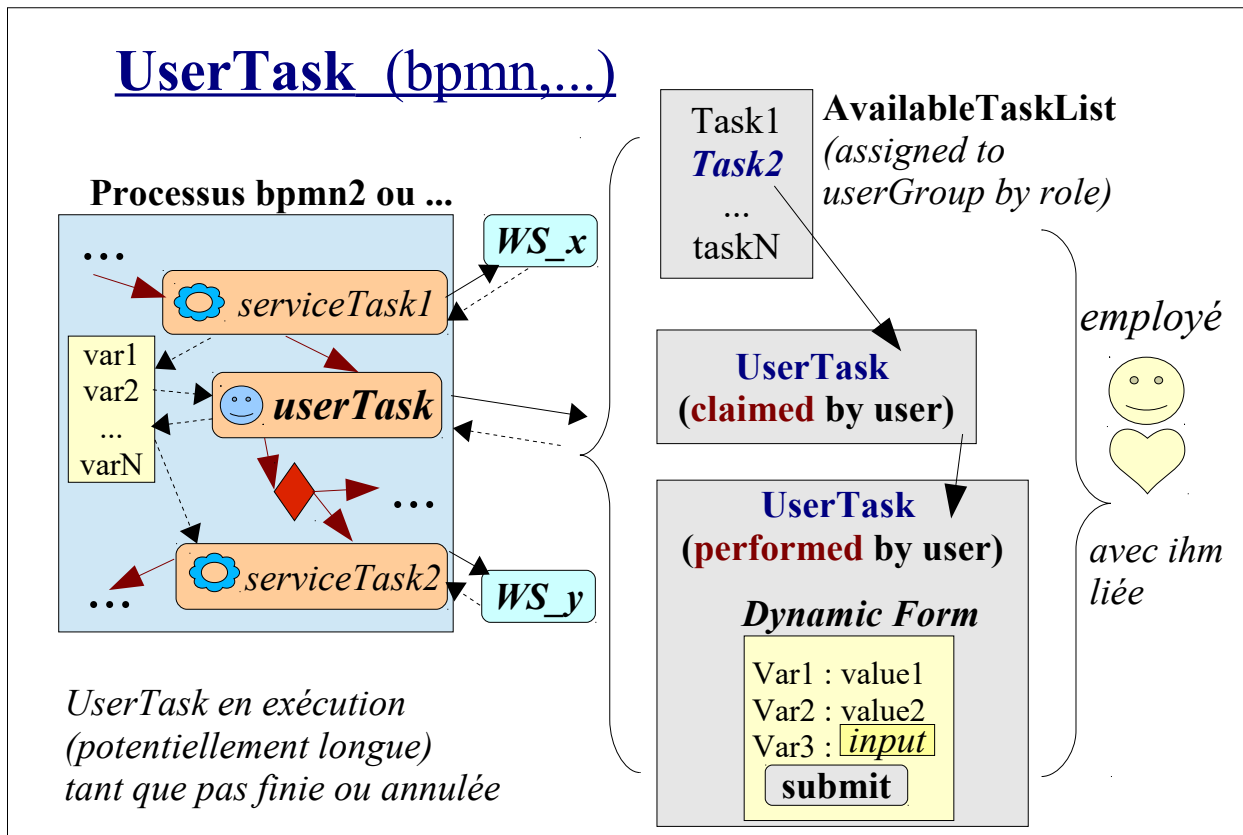 UserTask (bpmn,...)
Processus bpmn2 ou ...
...
serviceTask1
WS_x
var1
var2
...
varN
userTask
...
serviceTask2
...
WS_y
UserTask en exécution
(potentiellement longue)
tant que pas finie ou annulée
Task1
Task2
...
taskN
AvailableTaskList
(assigned to
userGroup by role)
UserTask
(claimed by user)
UserTask
(performed by user)
Dynamic Form
Var1 : value1
Var2 : value2
Var3 : input
submit
employé
avec ihm
liée